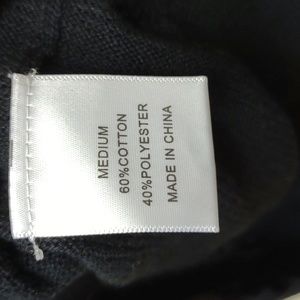 MEDIUM
60%COTTON
40%POLYESTER
MADE IN CHINA